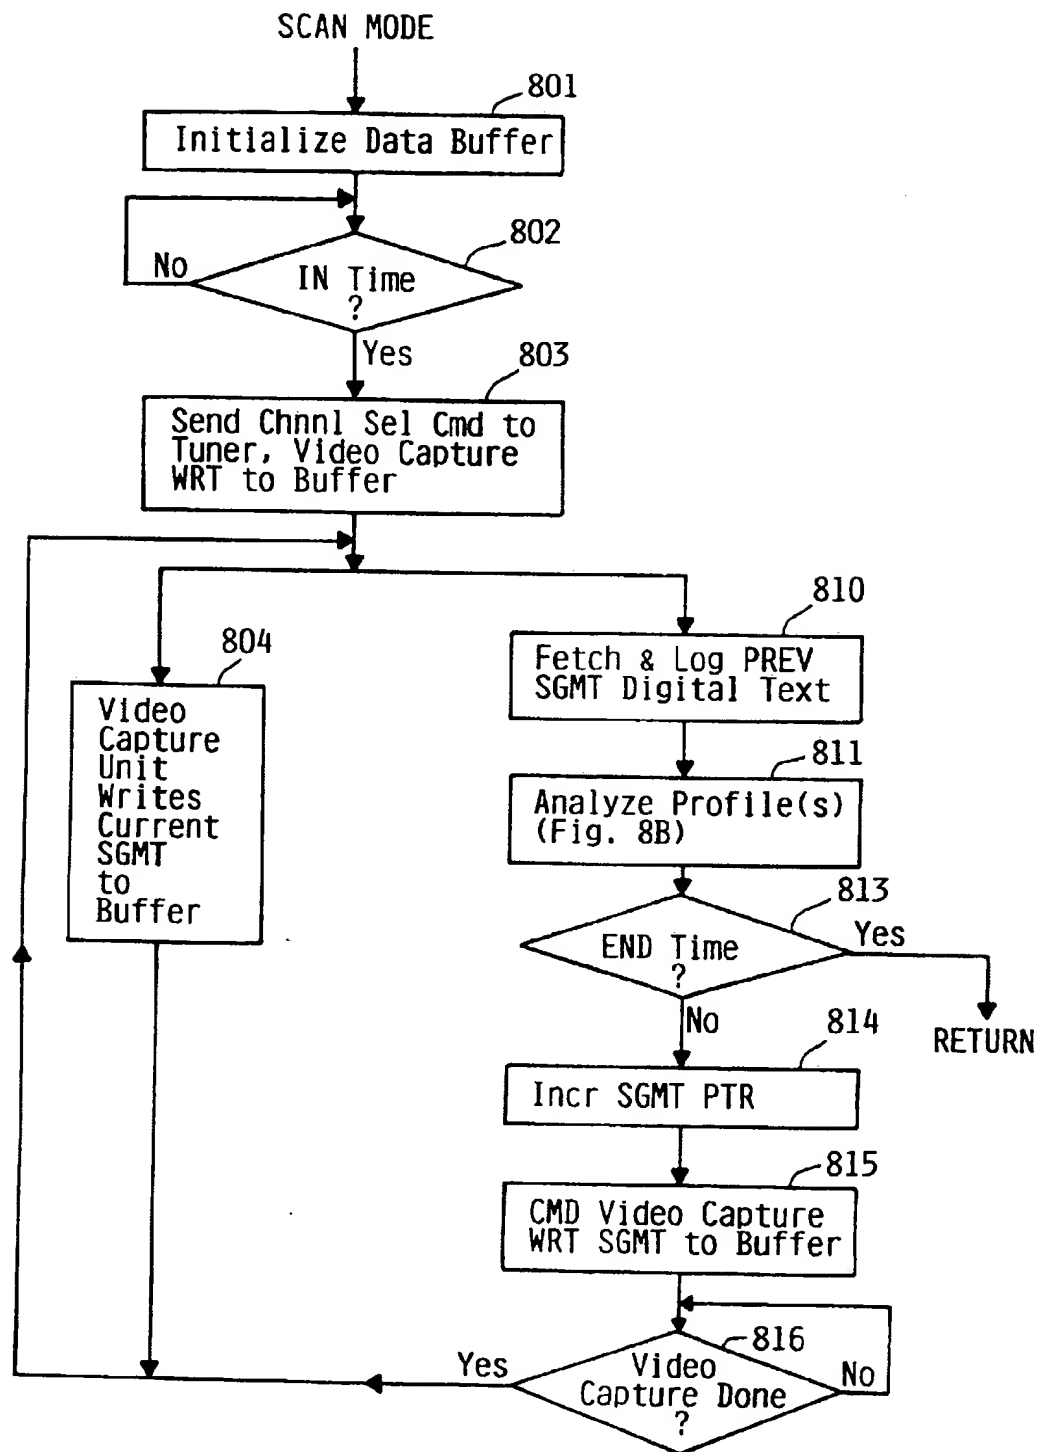 SCAN MODE
801
Initialize Data Buffer
802
No
IN Time
?
Yes
803
Send Chnnl Sel Cmd to
Tuner, Video Capture
WRT to Buffer
804
Video
Capture
Unit
Writes
Current
SGMT
to
Buffer
810
Fetch & Log PREV
SGMT Digital Text
811
Analyze Profile(s)
(Fig. 8B)
813
END Time
?
Yes
RETURN
No
814
Incr SGMT PTR
815
CMD Video Capture
WRT SGMT to Buffer
816
Yes
Video
Capture Done
?
No